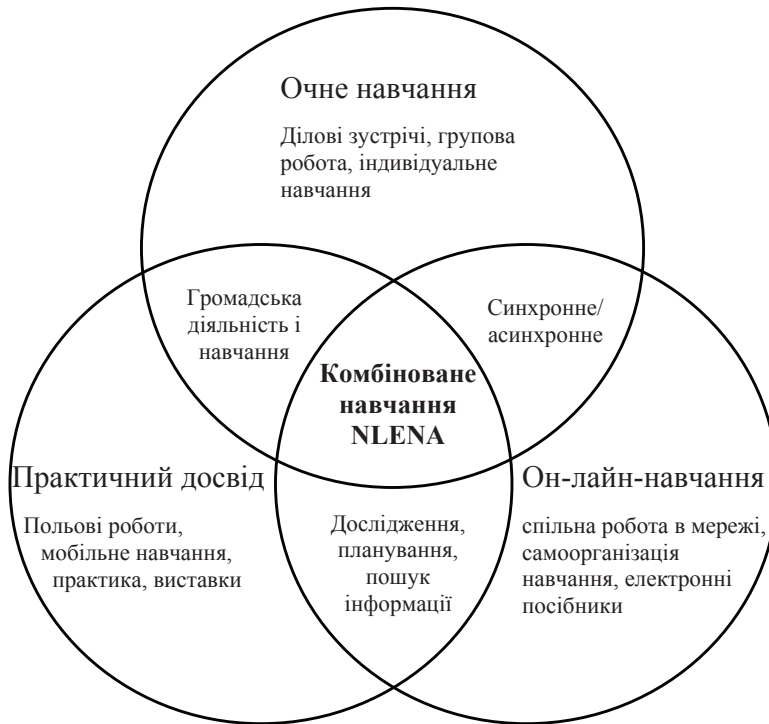 Очне навчання
Ділові зустрічі, групова
робота, індивідуальне
навчання
Громадська
діяльність і
навчання
Синхронне/
асинхронне
Комбіноване
навчання
NLENA
Практичний досвід
Польові роботи,
мобільне навчання,
практика, виставки
Дослідження,
планування,
пошук
інформації
Он-лайн-навчання
спільна робота в мережі,
самоорганізація
навчання, електронні
посібники